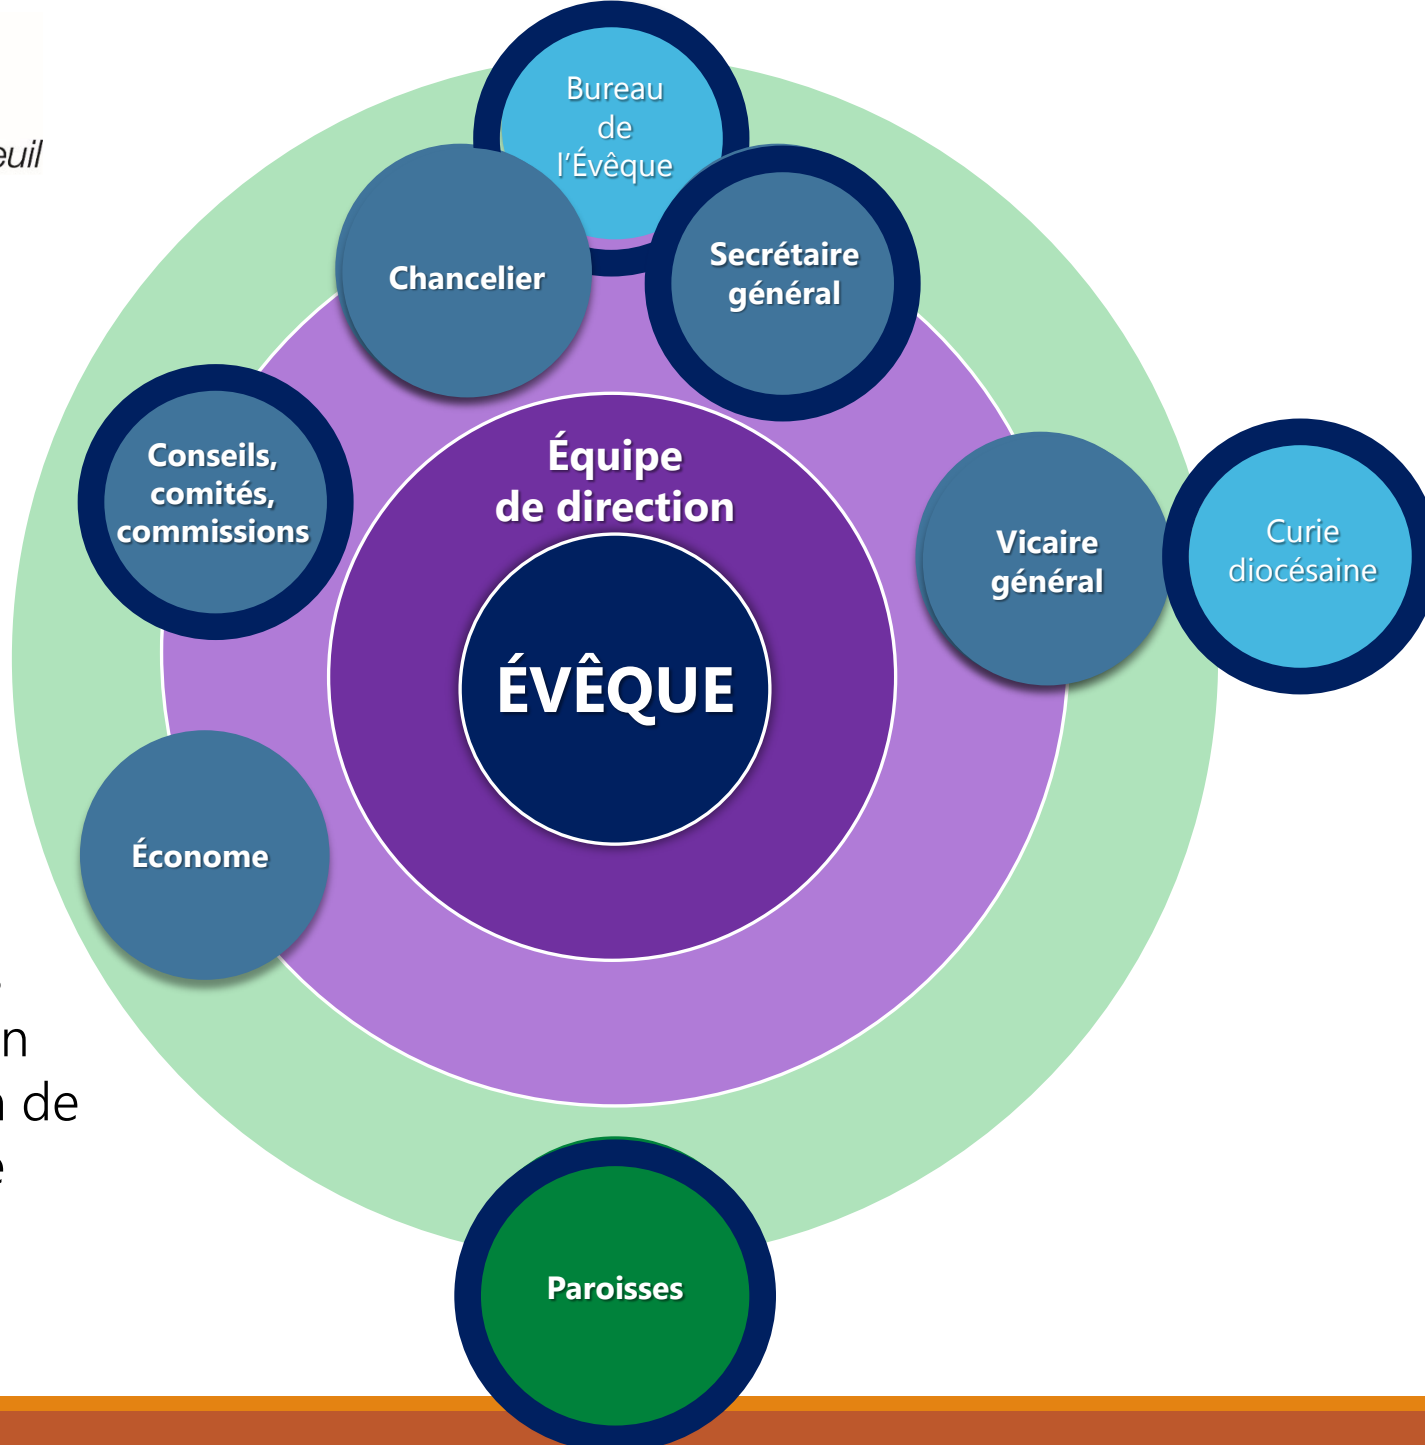 Bureau
de
l'Évêque
euil
Chancelier
Secrétaire
général
Conseils,
comités,
commissions
Équipe
de direction
Vicaire
général
Curie
diocésaine
ÉVÊQUE
Économe
n
de
e
Paroisses